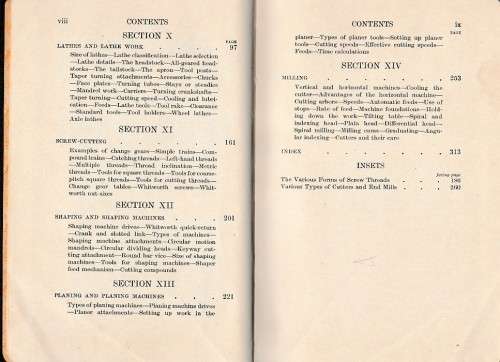 viii CONTENTS
SECTION X
PAGE
LATHES AND LATHE WORK . . . . 97
Sizes of lathes—Lathe classification—Lathe selection
—Lathe details—The headstock—All-geared head-
stocks—The tailstock—The apron—Tool posts—
Taper turning attachments—Accessories—Chucks
—Face plates—Turning tubes—Stays or steadies
—Mandrel work—Carriers—Turning crankshafts—
Taper turning—Cutting speed, Cooling and lubri-
cation—Feeds—Lathe tools—Tool rake—Clearance
—Standard tools—Tool holders—Wheel lathes—
Axle lathes
SECTION XI
SCREW-CUTTING . . . . 161
Examples of change gears—Simple trains—Com-
pound trains—Catching threads—Left-hand threads
—Multiple threads—Thread inclination—Metric
threads—Tools for square threads—Tools for coarse-
pitch square threads—Tools for cutting threads—
Change gear tables—Whitworth screws—Whit-
worth nut sizes
SECTION XII
SHAPING AND SHAPING MACHINES . . 201
Shaping machine drives—Whitworth quick-return
—Crank and slotted link—Types of machines—
Shaping machine attachments—Circular motion
mandrels—Circular dividing heads—Keyway cut-
ting attachment—Round bar vice—Size of shaping
machines—Tools for shaping machines—Shaper
feed mechanism—Cutting compounds
SECTION XIII
PLANING AND PLANING MACHINES . . . 221
Types of planing machines—Planing machine drives
—Planer attachments—Setting up work in the
CONTENTS ix
PAGE
planer—Types of planer tools—Setting up planer
tools—Cutting speeds—Effective cutting speeds—
Feeds—Time calculations
SECTION XIV
MILLING . . . . 253
Vertical and horizontal machines—Cooling the
cutter—Advantages of the horizontal machine—
Cutting arbors—Speeds—Automatic feeds—Use of
stops—Rate of feed—Machine foundations—Hold-
ing down the work—Tilting table—Spiral and
indexing head—Plain head—Differential head—
Spiral milling—Milling cams—Graduating—Angu-
lar indexing—Cutters and their care
INDEX . . . . 313
INSETS
facing page
The Various Forms of Screw Threads . . 186
Various Types of Cutters and End Mills . . 260